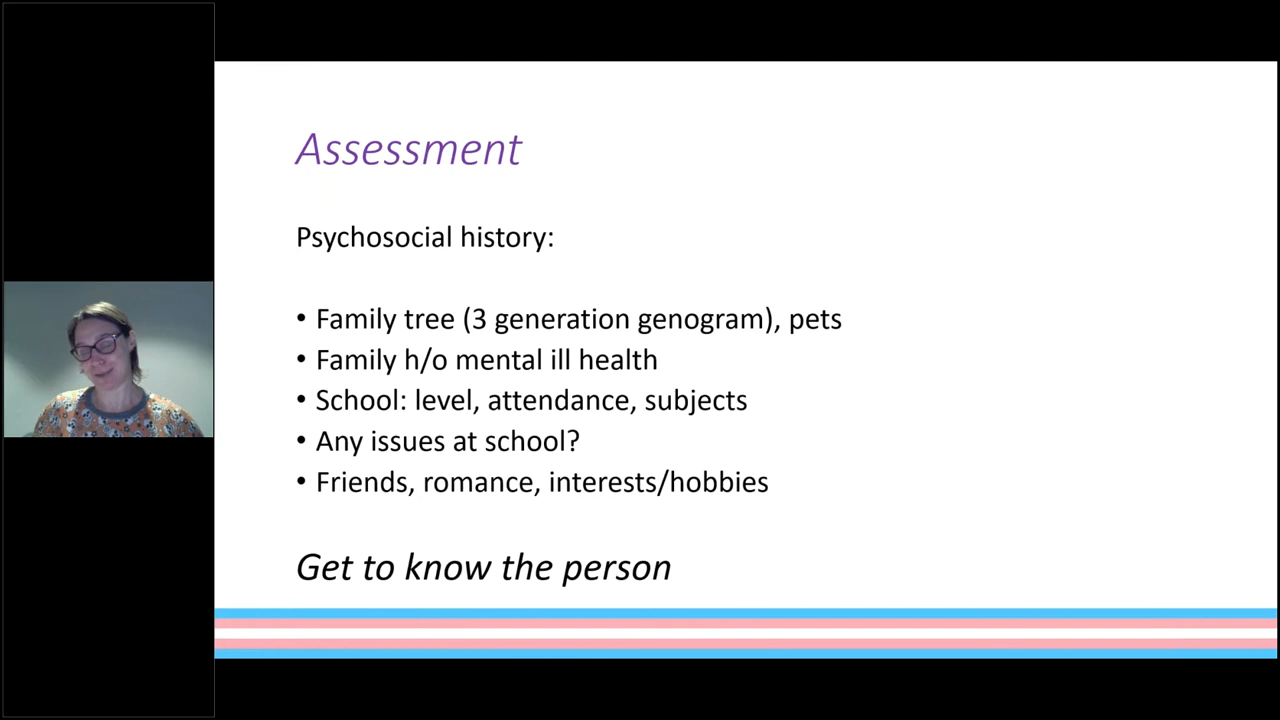 Assessment
Psychosocial history:
• Family tree (3 generation genogram), pets
• Family h/o mental ill health
• School: level, attendance, subjects
• Any issues at school?
• Friends, romance, interests/hobbies
Get to know the person